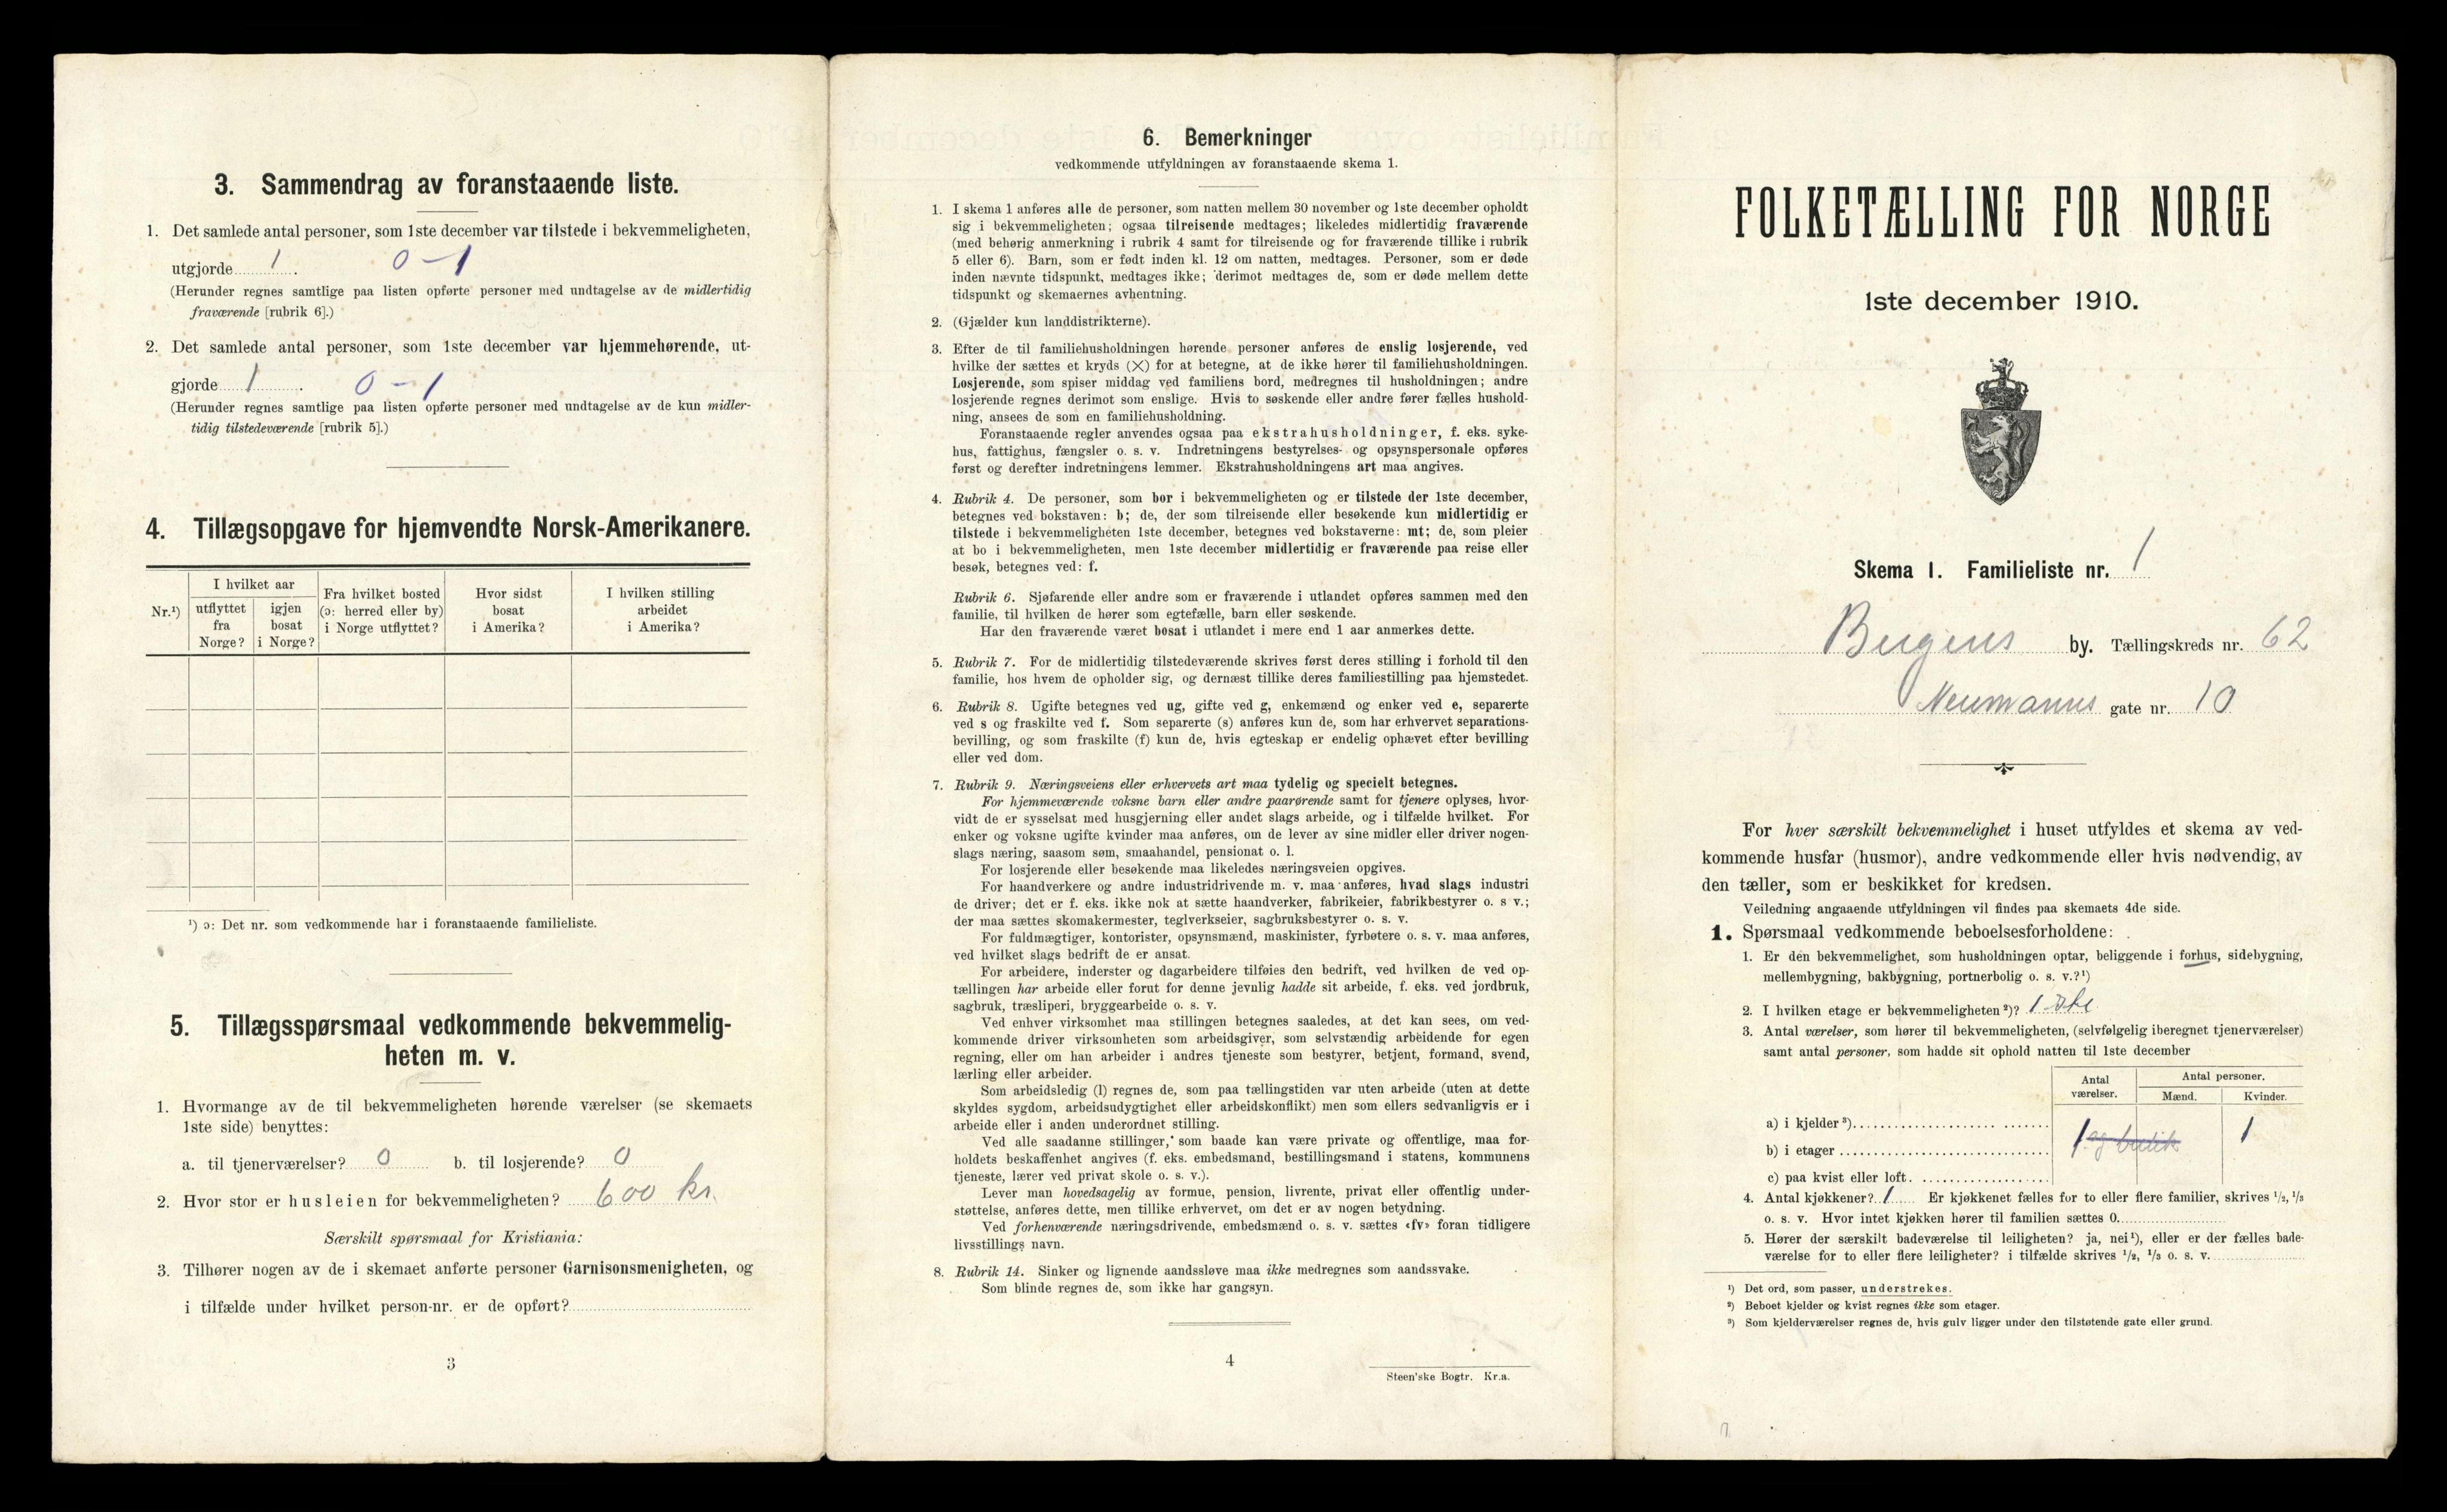 3. Sammendrag av foranstaaende liste.
1. Det samlede antal personer, som 1ste december var tilstede i bekvemmeligheten,
utgjorde 1. 0 - 1
(Herunder regnes samtlige paa listen opførte personer med undtagelse av de midlertidig
fraværende [rubrik 6].)
2. Det samlede antal personer, som 1ste december var hjemmehørende, ut-
gjorde 1. 0 - 1
(Herunder regnes samtlige paa listen opførte personer med undtagelse av de kun midler-
tidig tilstedeværende [rubrik 5].)
4. Tillægsopgave for hjemvendte Norsk-Amerikanere.
Nr.¹)
I hvilket aar
utflyttet
fra
Norge?
igjen
bosat
i Norge?
Fra hvilket bosted
(ɔ: herred eller by)
i Norge utflyttet?
Hvor sidst
bosat
i Amerika?
I hvilken stilling
arbeidet
i Amerika?
¹) ɔ: Det nr. som vedkommende har i foranstaaende familieliste.
5. Tillægsspørsmaal vedkommende bekvemmelig-
heten m. v.
1. Hvormange av de til bekvemmeligheten hørende værelser (se skemaets
1ste side) benyttes:
a. til tjenerværelser? 0 b. til losjerende? 0
2. Hvor stor er husleien for bekvemmeligheten? 600 kr.
Særskilt spørsmaal for Kristiania:
3. Tilhører nogen av de i skemaet anførte personer Garnisonsmenigheten, og
i tilfælde under hvilket person-nr. er de opført?
3
6. Bemerkninger
vedkommende utfyldningen av foranstaaende skema 1.
1. I skema 1 anføres alle de personer, som natten mellem 30 november og 1ste december opholdt
sig i bekvemmeligheten; ogsaa tilreisende medtages; likeledes midlertidig fraværende
(med behørig anmerkning i rubrik 4 samt for tilreisende og for fraværende tillike i rubrik
5 eller 6). Barn, som er født inden kl. 12 om natten, medtages. Personer, som er døde
inden nævnte tidspunkt, medtages ikke; derimot medtages de, som er døde mellem dette
tidspunkt og skemaernes avhentning.
2. (Gjælder kun landdistrikterne).
3. Efter de til familiehusholdningen hørende personer anføres de enslig losjerende, ved
hvilke der sættes et kryds (×) for at betegne, at de ikke hører til familiehusholdningen.
Losjerende, som spiser middag ved familiens bord, medregnes til husholdningen; andre
losjerende regnes derimot som enslige. Hvis to søskende eller andre fører fælles hushold-
ning, ansees de som en familiehusholdning.
Foranstaaende regler anvendes ogsaa paa ekstrahusholdninger, f. eks. syke-
hus, fattighus, fængsler o. s. v. Indretningens bestyrelses- og opsynspersonale opføres
først og derefter indretningens lemmer. Ekstrahusholdningens art maa angives.
4. Rubrik 4. De personer, som bor i bekvemmeligheten og er tilstede der 1ste december,
betegnes ved bokstaven: b; de, der som tilreisende eller besøkende kun midlertidig er
tilstede i bekvemmeligheten 1ste december, betegnes ved bokstaverne: mt; de, som pleier
at bo i bekvemmeligheten, men 1ste december midlertidig er fraværende paa reise eller
besøk, betegnes ved: f.
Rubrik 6. Sjøfarende eller andre som er fraværende i utlandet opføres sammen med den
familie, til hvilken de hører som egtefælle, barn eller søskende.
Har den fraværende været bosat i utlandet i mere end 1 aar anmerkes dette.
5. Rubrik 7. For de midlertidig tilstedeværende skrives først deres stilling i forhold til den
familie, hos hvem de opholder sig, og dernæst tillike deres familiestilling paa hjemstedet.
6. Rubrik 8. Ugifte betegnes ved ug, gifte ved g, enkemænd og enker ved e, separerte
ved s og fraskilte ved f. Som separerte (s) anføres kun de, som har erhvervet separations-
bevilling, og som fraskilte (f) kun de, hvis egteskap er endelig ophævet efter bevilling
eller ved dom.
7. Rubrik 9. Næringsveiens eller erhvervets art maa tydelig og specielt betegnes.
For hjemmeværende voksne barn eller andre paarørende samt for tjenere oplyses, hvor-
vidt de er sysselsat med husgjerning eller andet slags arbeide, og i tilfælde hvilket. For
enker og voksne ugifte kvinder maa anføres, om de lever av sine midler eller driver nogen-
slags næring, saasom søm, smaahandel, pensionat o. l.
For losjerende eller besøkende maa likeledes næringsveien opgives.
For haandverkere og andre industridrivende m. v. maa anføres, hvad slags industri
de driver; det er f. eks. ikke nok at sætte haandverker, fabrikeier, fabrikbestyrer o. s v.;
der maa sættes skomakermester, teglverkseier, sagbruksbestyrer o. s. v.
For fuldmægtiger, kontorister, opsynsmænd, maskinister, fyrbøtere o. s. v. maa anføres,
ved hvilket slags bedrift de er ansat.
For arbeidere, inderster og dagarbeidere tilføies den bedrift, ved hvilken de ved op-
tællingen har arbeide eller forut for denne jevnlig hadde sit arbeide, f. eks. ved jordbruk,
sagbruk, træsliperi, bryggearbeide o. s. v.
Ved enhver virksomhet maa stillingen betegnes saaledes, at det kan sees, om ved-
kommende driver virksomheten som arbeidsgiver, som selvstændig arbeidende for egen
regning, eller om han arbeider i andres tjeneste som bestyrer, betjent, formand, svend,
lærling eller arbeider.
Som arbeidsledig (l) regnes de, som paa tællingstiden var uten arbeide (uten at dette
skyldes sygdom, arbeidsudygtighet eller arbeidskonflikt) men som ellers sedvanligvis er i
arbeide eller i anden underordnet stilling.
Ved alle saadanne stillinger, som baade kan være private og offentlige, maa for-
holdets beskaffenhet angives (f. eks. embedsmand, bestillingsmand i statens, kommunens
tjeneste, lærer ved privat skole o. s. v.).
Lever man hovedsagelig av formue, pension, livrente, privat eller offentlig under-
støttelse, anføres dette, men tillike erhvervet, om det er av nogen betydning.
Ved forhenværende næringsdrivende, embedsmænd o. s. v. sættes «fv» foran tidligere
livsstillings navn.
8. Rubrik 14. Sinker og lignende aandssløve maa ikke medregnes som aandssvake.
Som blinde regnes de, som ikke har gangsyn.
4
Steen'ske Bogtr. Kr.a.
FOLKETÆLLING FOR NORGE
1ste december 1910.
Skema 1. Familieliste nr. 1
Bergens by. Tællingskreds nr. 62
Neumanns gate nr. 10
For hver særskilt bekvemmelighet i huset utfyldes et skema av ved-
kommende husfar (husmor), andre vedkommende eller hvis nødvendig, av
den tæller, som er beskikket for kredsen.
Veiledning angaaende utfyldningen vil findes paa skemaets 4de side.
1. Spørsmaal vedkommende beboelsesforholdene:
1. Er den bekvemmelighet, som husholdningen optar, beliggende i forhus, sidebygning,
mellembygning, bakbygning, portnerbolig o. s. v.?¹)
2. I hvilken etage er bekvemmeligheten²)? 1ste
3. Antal værelser, som hører til bekvemmeligheten, (selvfølgelig iberegnet tjenerværelser)
samt antal personer, som hadde sit ophold natten til 1ste december
Antal
værelser.
Antal personer.
Mænd. Kvinder.
a) i kjelder³)
b) i etager 1 og butik 1
c) paa kvist eller loft
4. Antal kjøkkener? 1 Er kjøkkenet fælles for to eller flere familier, skrives ¹/₂, ¹/₃
o. s. v. Hvor intet kjøkken hører til familien sættes 0.
5. Hører der særskilt badeværelse til leiligheten? ja, nei¹), eller er der fælles bade-
værelse for to eller flere leiligheter? i tilfælde skrives ¹/₂, ¹/₃ o. s. v.
¹) Det ord, som passer, understrekes.
²) Beboet kjelder og kvist regnes ikke som etager.
³) Som kjelderværelser regnes de, hvis gulv ligger under den tilstøtende gate eller grund.